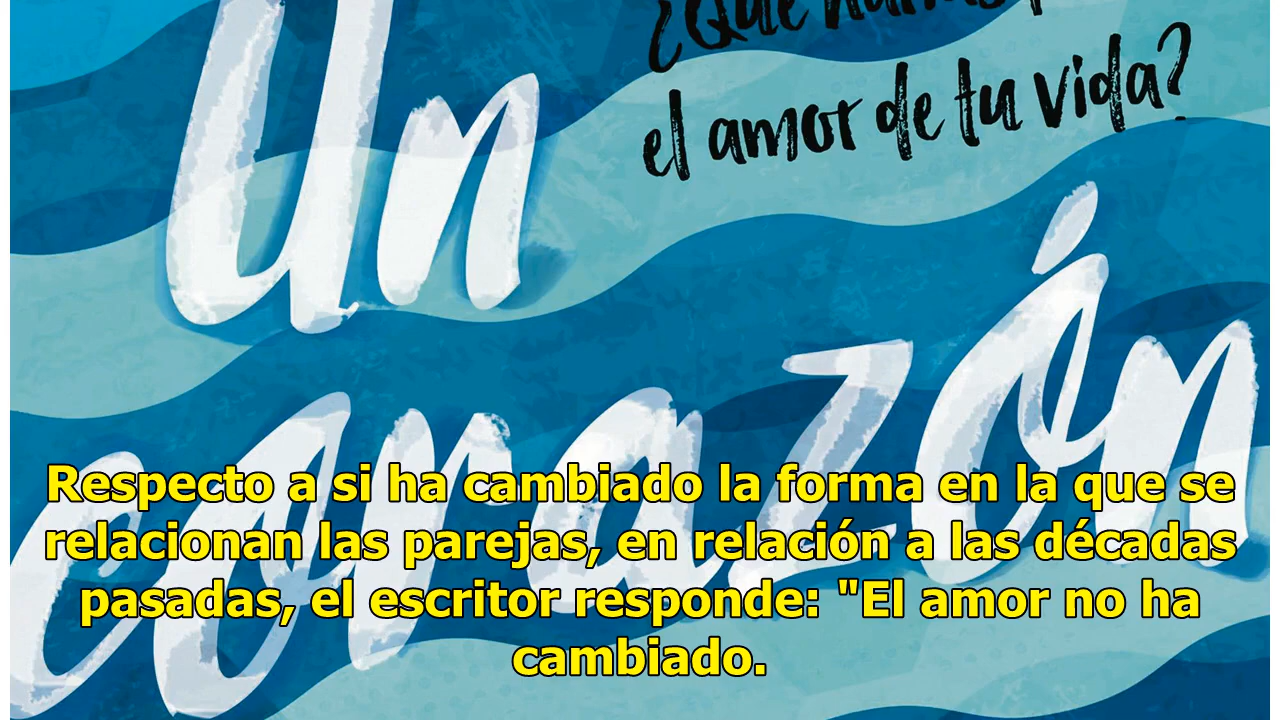 Un
el amor de tu vida?
corazón
Respecto a si ha cambiado la forma en la que se
relacionan las parejas, en relación a las décadas
pasadas, el escritor responde: "El amor no ha
cambiado.